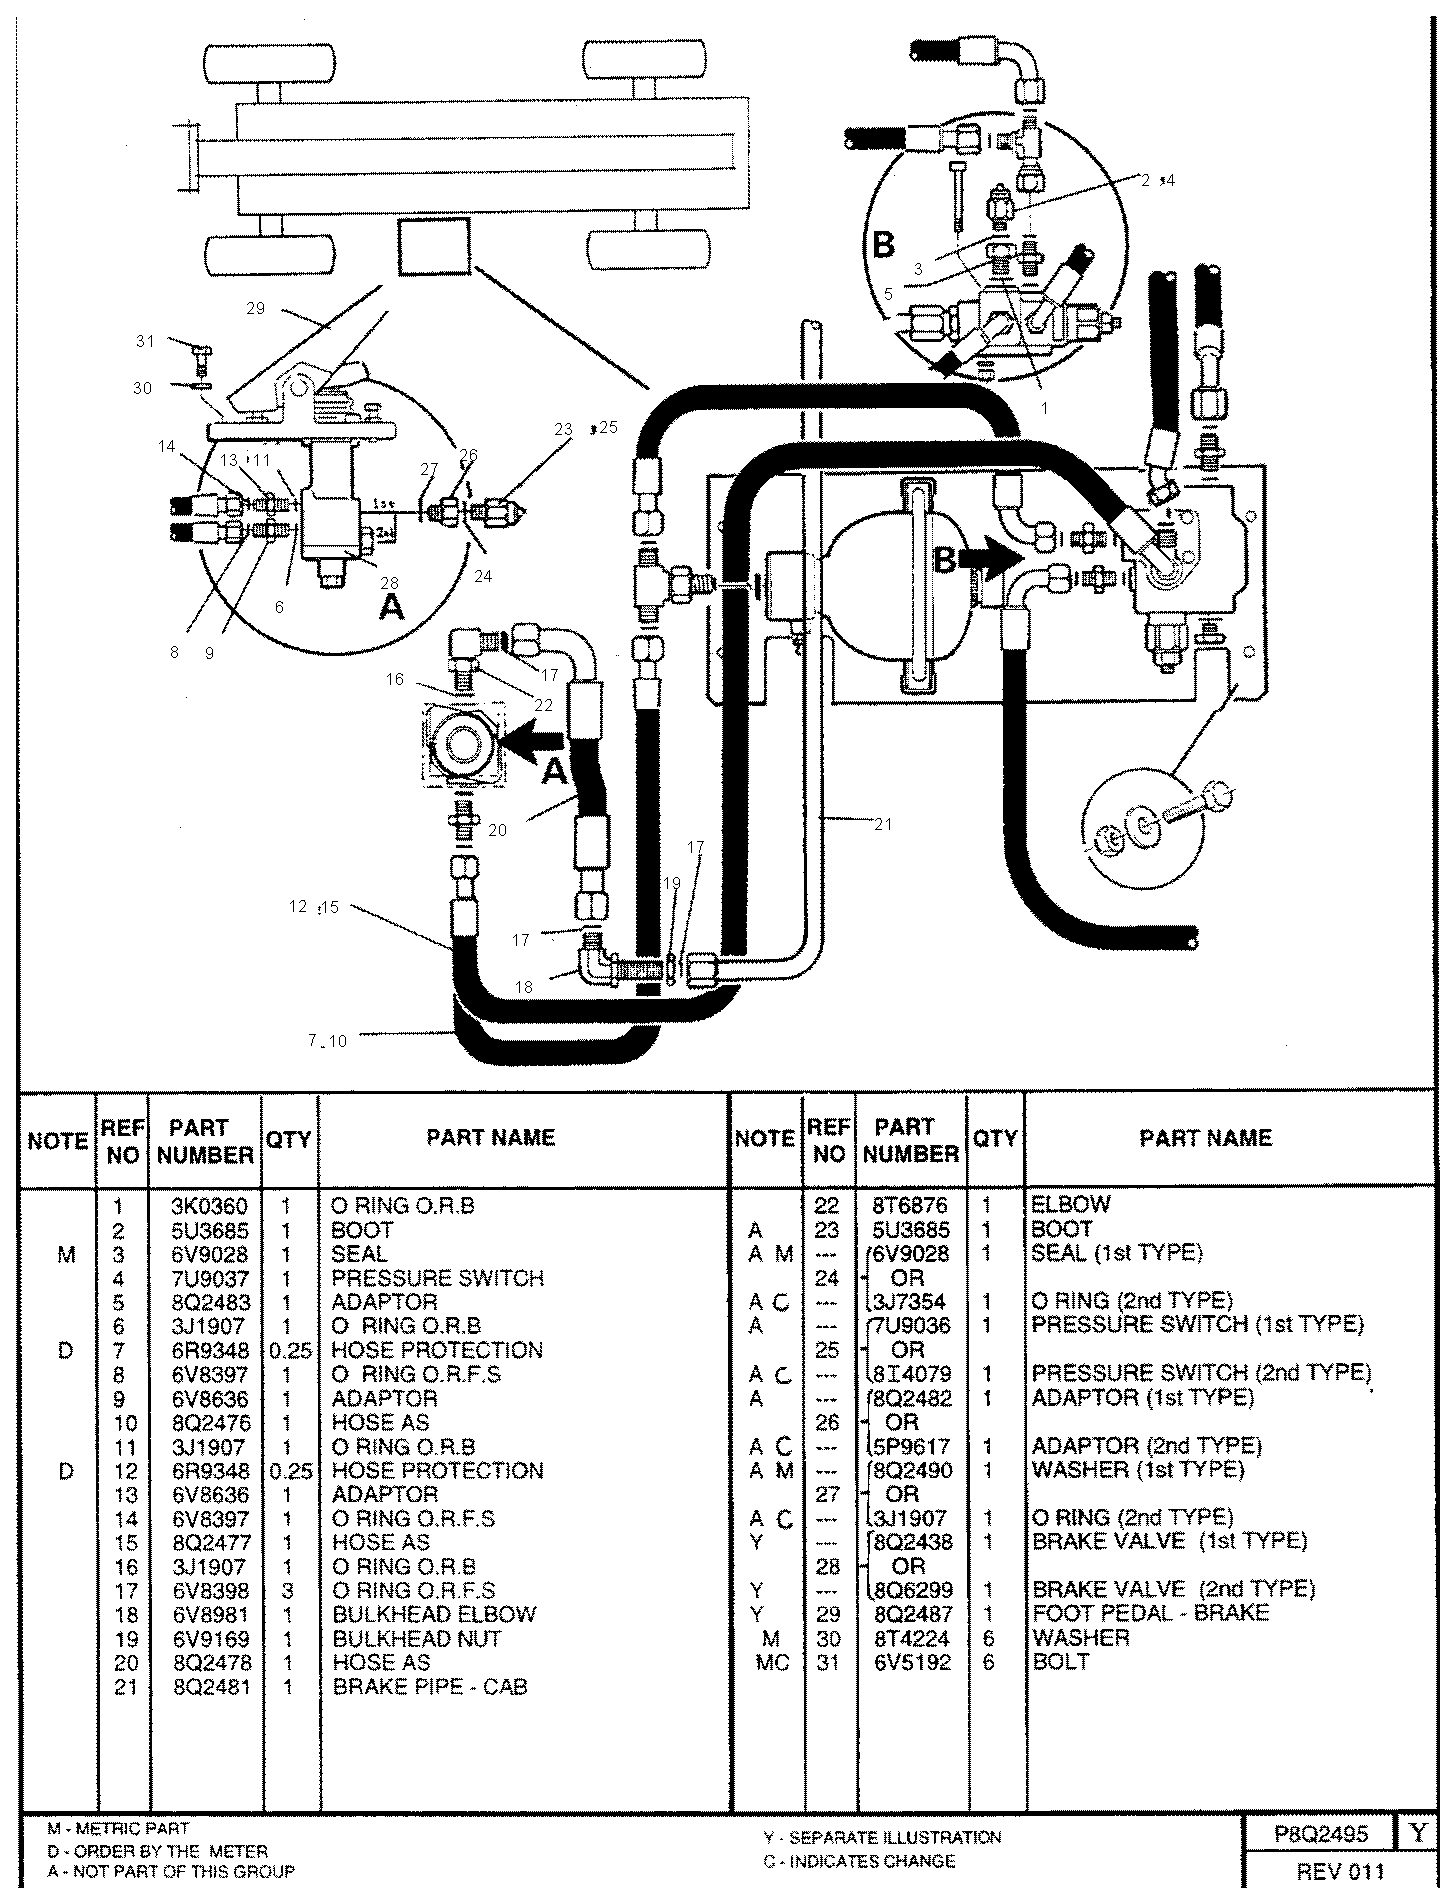 2 4
B
3
5
1
29
31
30
14
13
11
27
26
23 25
1st
2nd
28
24
6
A
8
9
B
16
17
22
A
20
21
17
19
12 15
17
18
7 10
NOTE REF NO PART NUMBER QTY PART NAME
1 3K0360 1 O RING O.R.B
2 5U3685 1 BOOT
M 3 6V9028 1 SEAL
4 7U9037 1 PRESSURE SWITCH
5 8Q2483 1 ADAPTOR
6 3J1907 1 O RING O.R.B
D 7 6R9348 0.25 HOSE PROTECTION
8 6V8397 1 O RING O.R.F.S
9 6V8636 1 ADAPTOR
10 8Q2476 1 HOSE AS
11 3J1907 1 O RING O.R.B
D 12 6R9348 0.25 HOSE PROTECTION
13 6V8636 1 ADAPTOR
14 6V8397 1 O RING O.R.F.S
15 8Q2477 1 HOSE AS
16 3J1907 1 O RING O.R.B
17 6V8398 3 O RING O.R.F.S
18 6V8981 1 BULKHEAD ELBOW
19 6V9169 1 BULKHEAD NUT
20 8Q2478 1 HOSE AS
21 8Q2481 1 BRAKE PIPE - CAB
NOTE REF NO PART NUMBER QTY PART NAME
22 8T6876 1 ELBOW
A 23 5U3685 1 BOOT
A M --- 6V9028 1 SEAL (1st TYPE)
24 OR
A C --- 3J7354 1 O RING (2nd TYPE)
A --- 7U9036 1 PRESSURE SWITCH (1st TYPE)
25 OR
A C --- 8I4079 1 PRESSURE SWITCH (2nd TYPE)
A --- 8Q2482 1 ADAPTOR (1st TYPE)
26 OR
A C --- 5P9617 1 ADAPTOR (2nd TYPE)
A M --- 8Q2490 1 WASHER (1st TYPE)
27 OR
A C --- 3J1907 1 O RING (2nd TYPE)
Y --- 8Q2438 1 BRAKE VALVE (1st TYPE)
28 OR
Y --- 8Q6299 1 BRAKE VALVE (2nd TYPE)
Y 29 8Q2487 1 FOOT PEDAL - BRAKE
M 30 8T4224 6 WASHER
MC 31 6V5192 6 BOLT
M - METRIC PART
D - ORDER BY THE METER
A - NOT PART OF THIS GROUP
Y - SEPARATE ILLUSTRATION
C - INDICATES CHANGE
P8Q2495 Y
REV 011